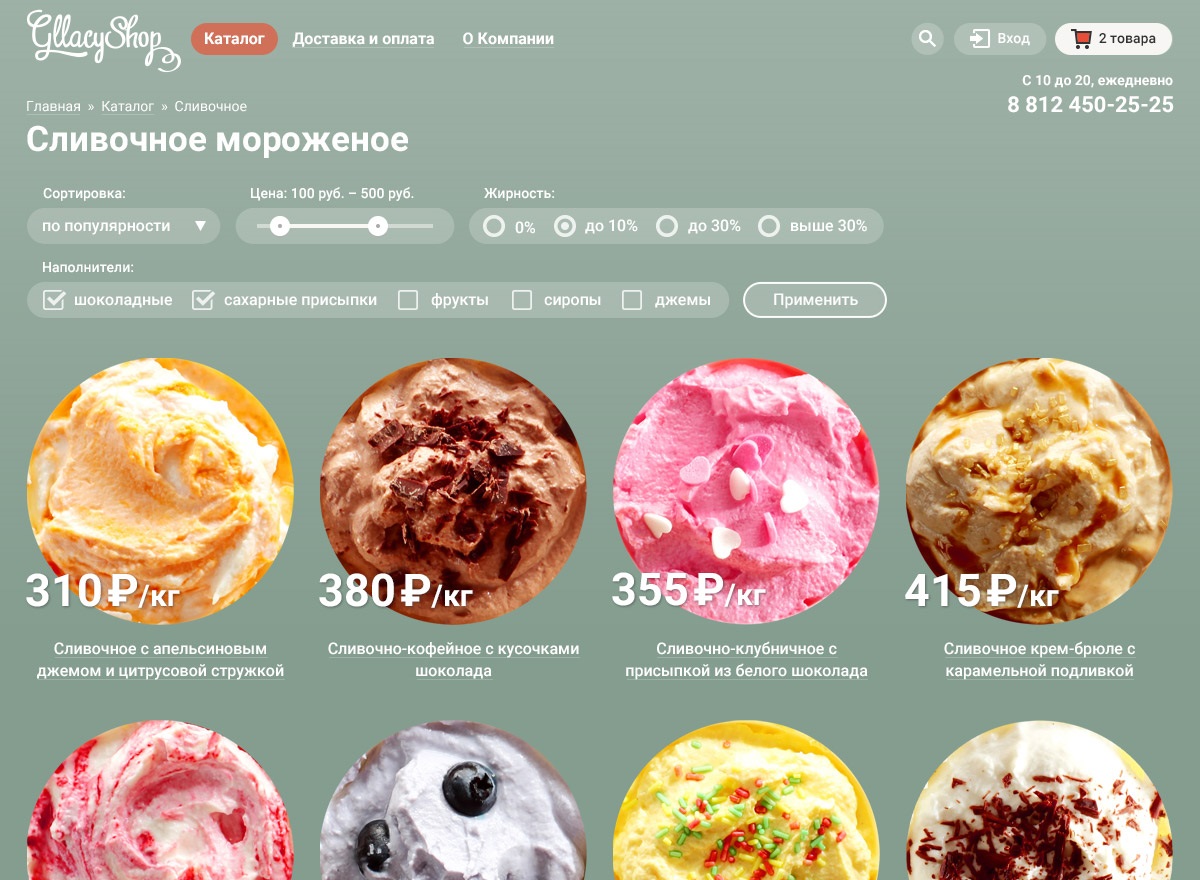 Gllacy Shop
Каталог Доставка и оплата О Компании
Вход 2 товара
С 10 до 20, ежедневно
8 812 450-25-25
Главная » Каталог » Сливочное
Сливочное мороженое
Сортировка: Цена: 100 руб. – 500 руб. Жирность:
по популярности ▼ 0% до 10% до 30% выше 30%
Наполнители:
шоколадные сахарные присыпки фрукты сиропы джемы Применить
310₽/кг 380₽/кг 355₽/кг 415₽/кг
Сливочное с апельсиновым
джемом и цитрусовой стружкой
Сливочно-кофейное с кусочками
шоколада
Сливочно-клубничное с
присыпкой из белого шоколада
Сливочное крем-брюле с
карамельной подливкой